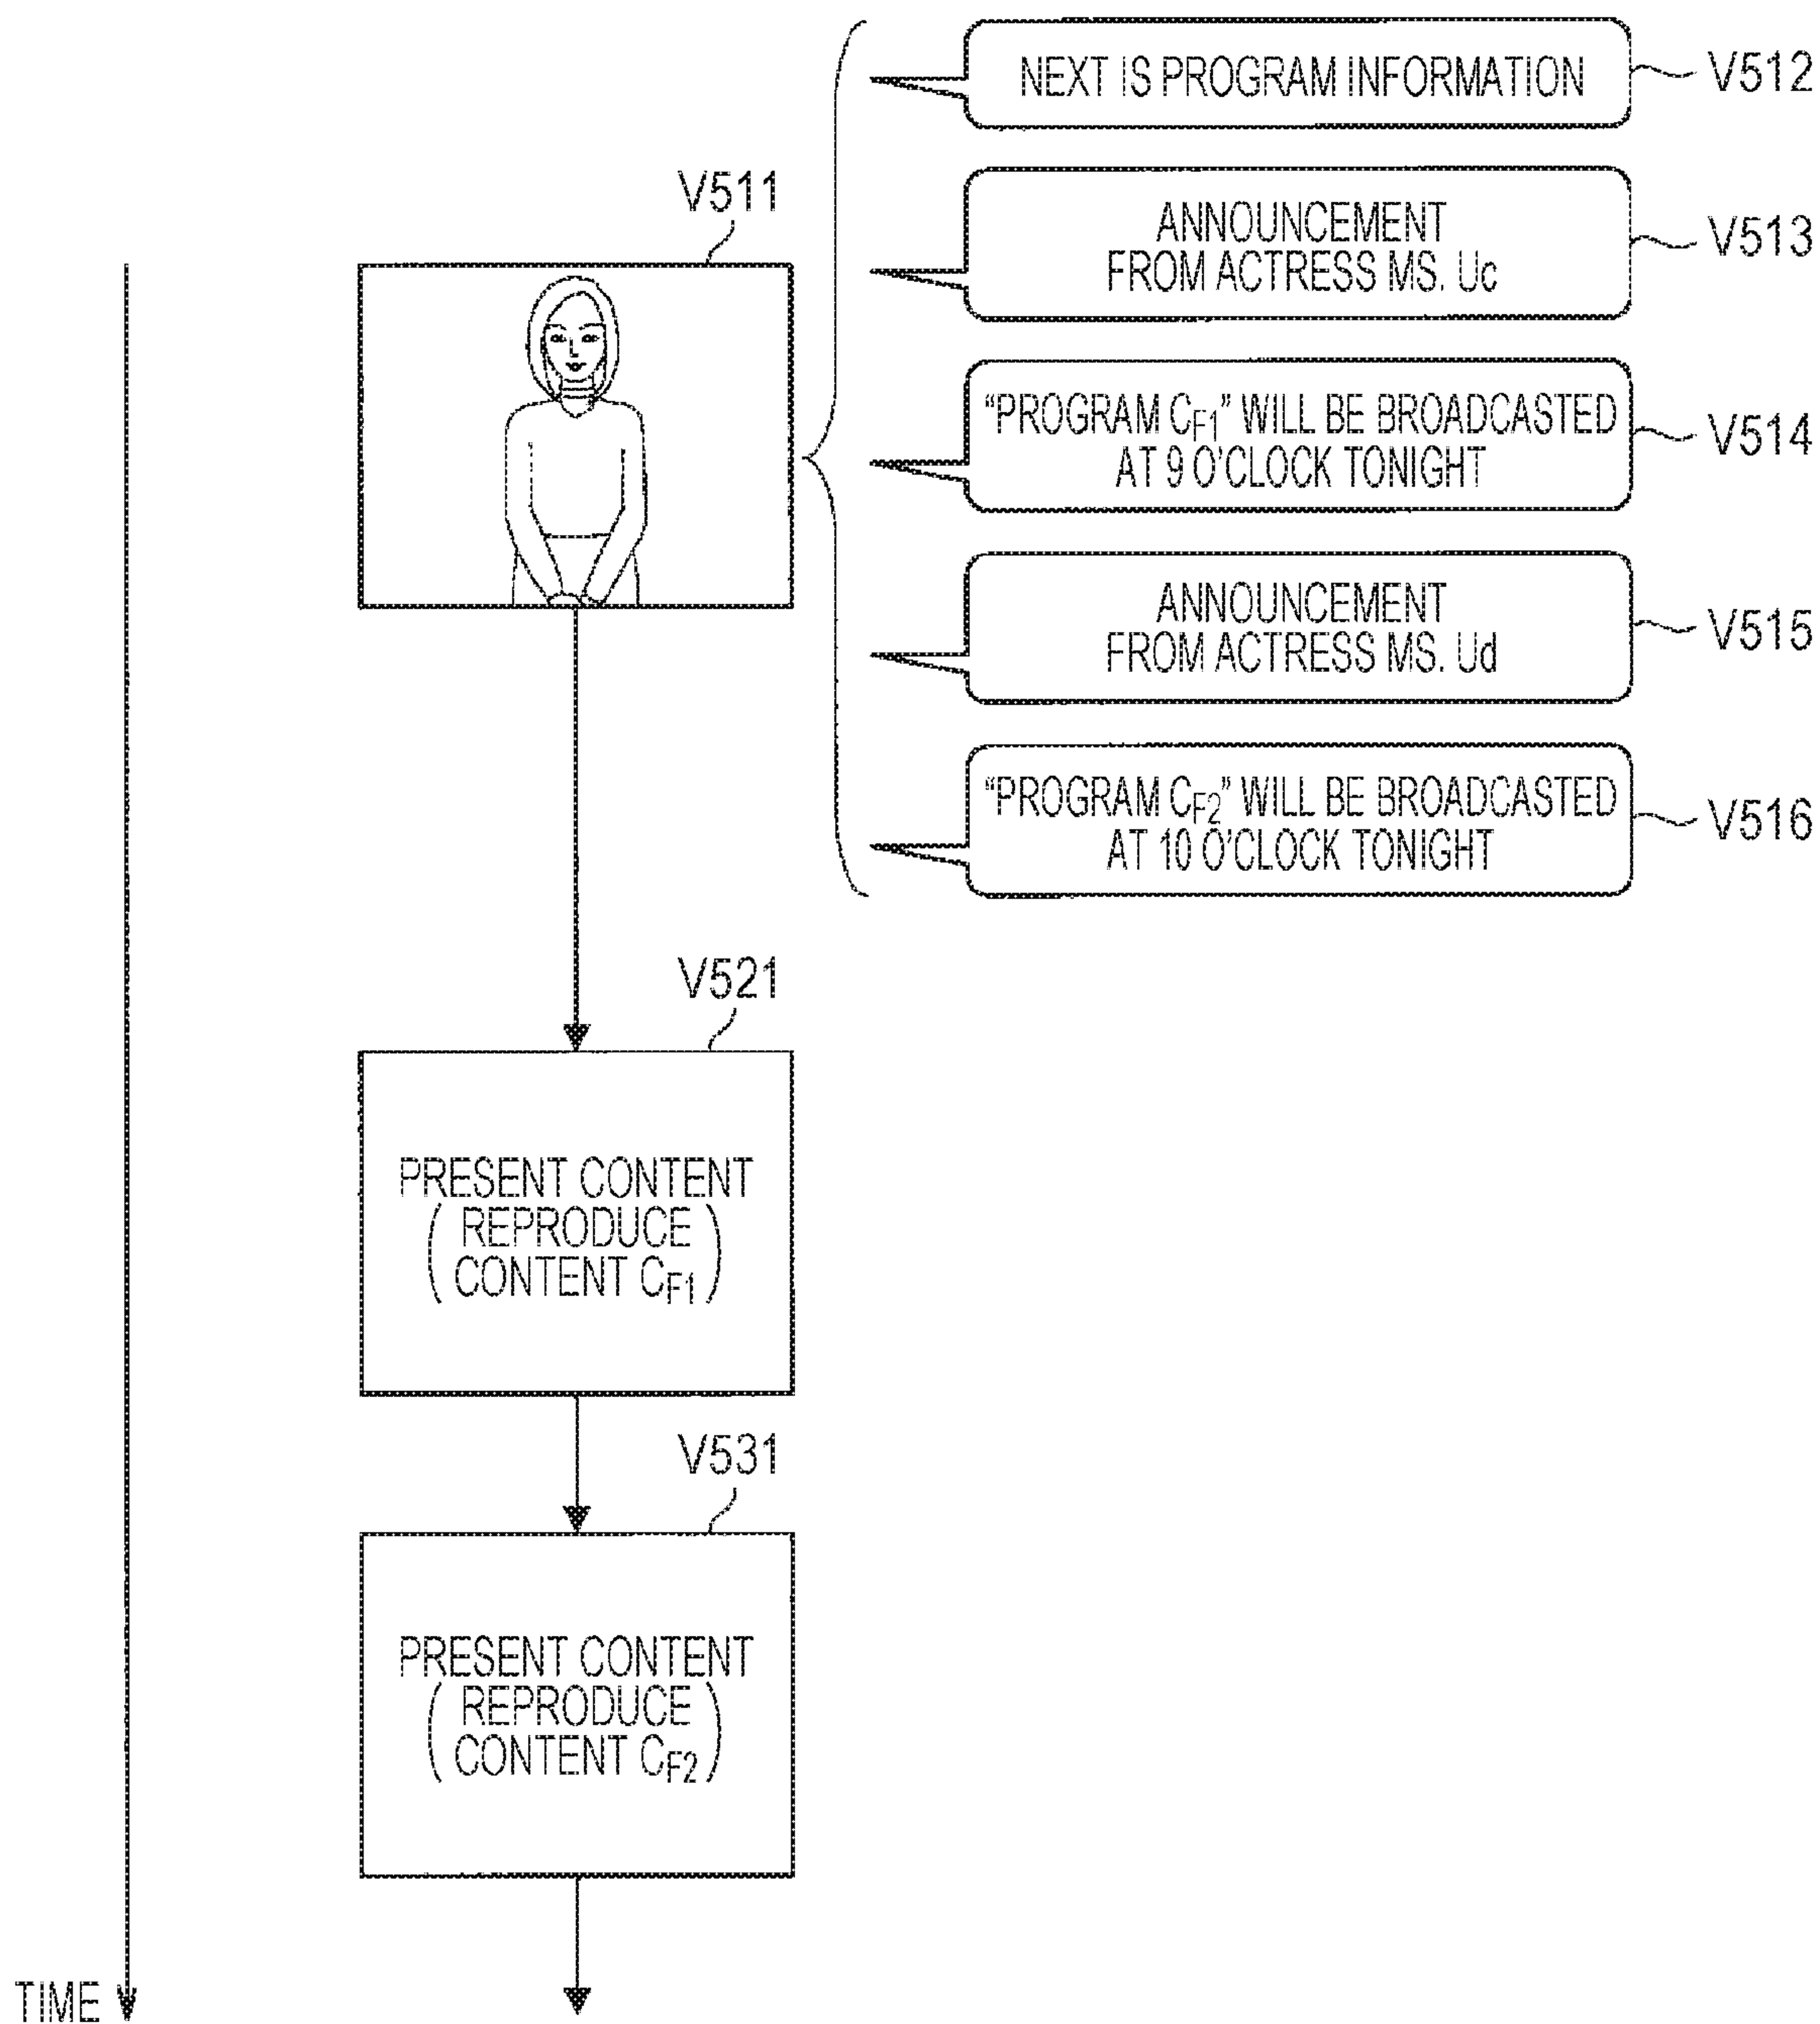 NEXT IS PROGRAM INFORMATION
V512
V511
ANNOUNCEMENT
FROM ACTRESS MS. Uc
V513
“PROGRAM CF1” WILL BE BROADCASTED
AT 9 O’CLOCK TONIGHT
V514
ANNOUNCEMENT
FROM ACTRESS MS. Ud
V515
“PROGRAM CF2” WILL BE BROADCASTED
AT 10 O’CLOCK TONIGHT
V516
V521
PRESENT CONTENT
( REPRODUCE
CONTENT CF1 )
V531
PRESENT CONTENT
( REPRODUCE
CONTENT CF2 )
TIME